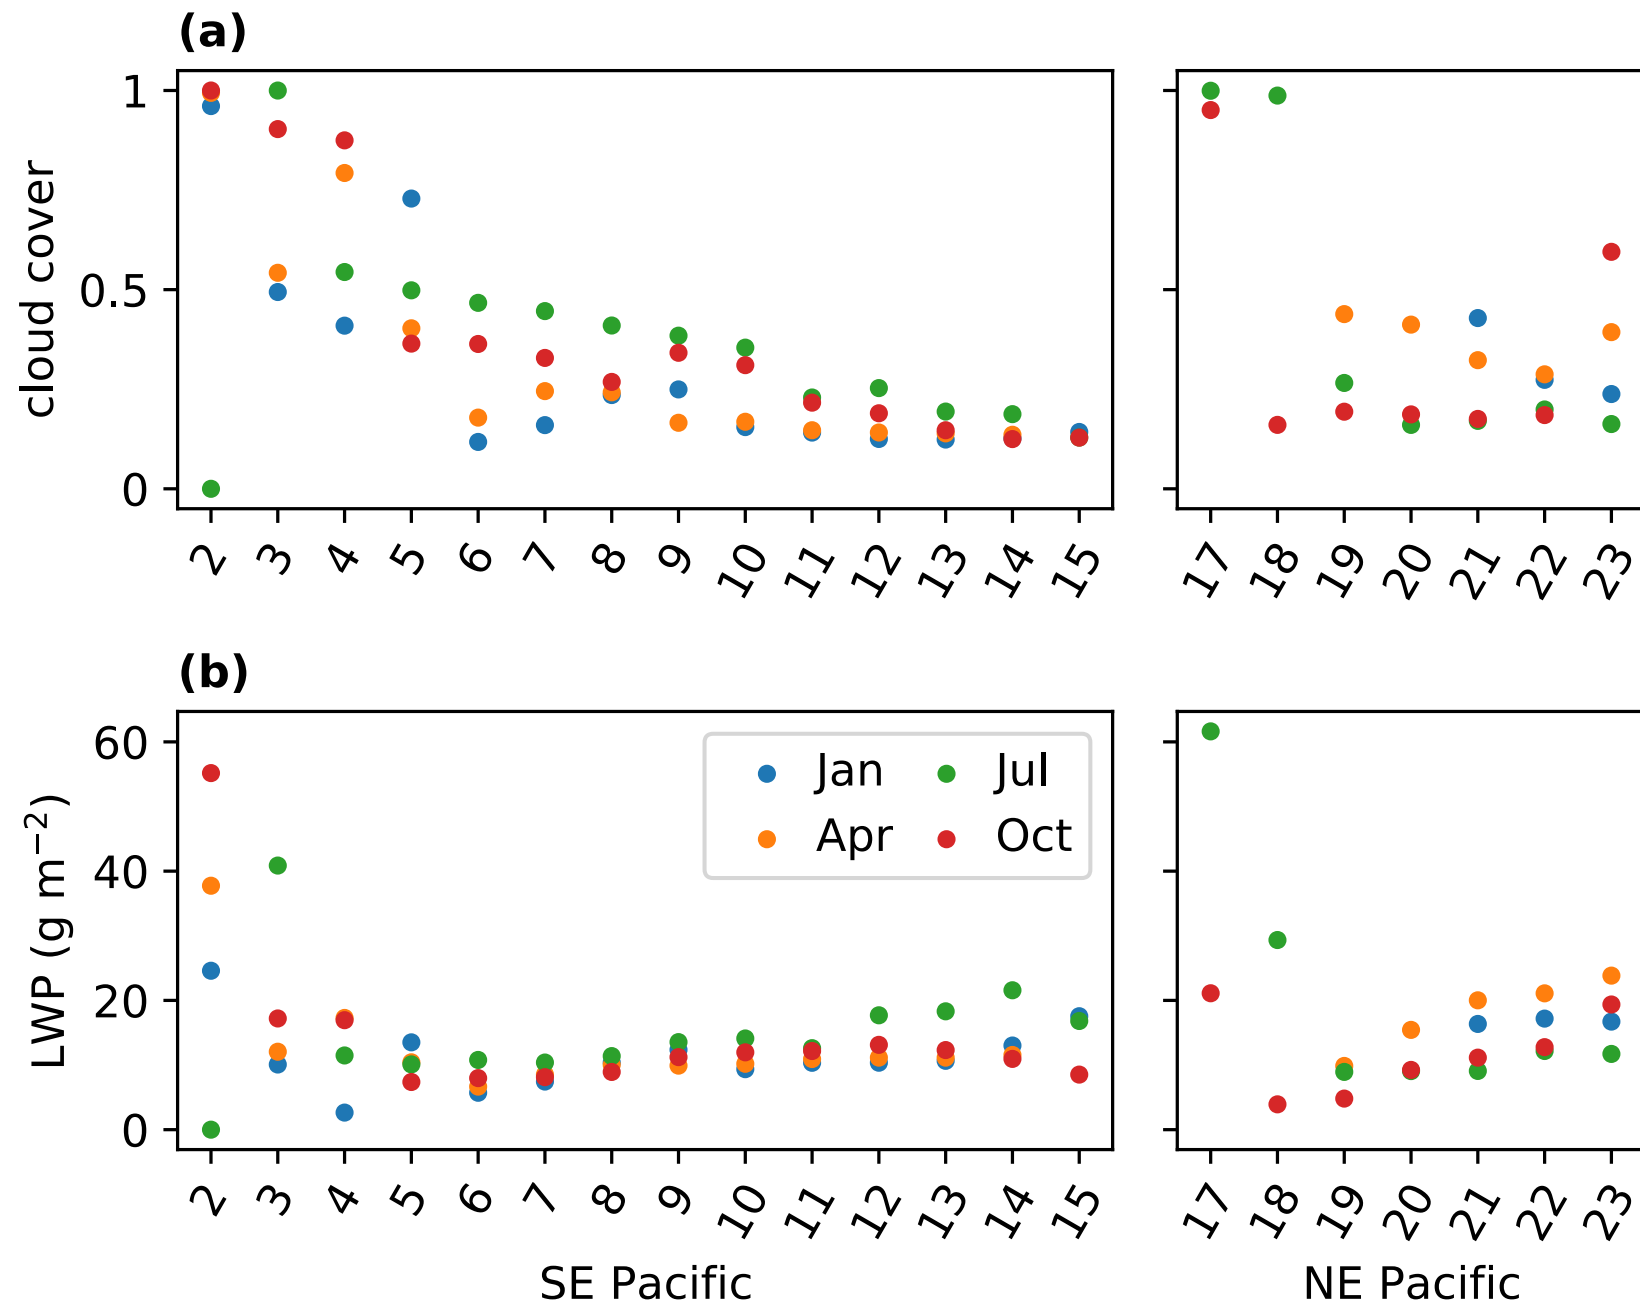 (a)
cloud cover
1
0.5
0
2 3 4 5 6 7 8 9 10 11 12 13 14 15
17 18 19 20 21 22 23
(b)
LWP (g m⁻²)
60
40
20
0
Jan Jul
Apr Oct
2 3 4 5 6 7 8 9 10 11 12 13 14 15
17 18 19 20 21 22 23
SE Pacific
NE Pacific